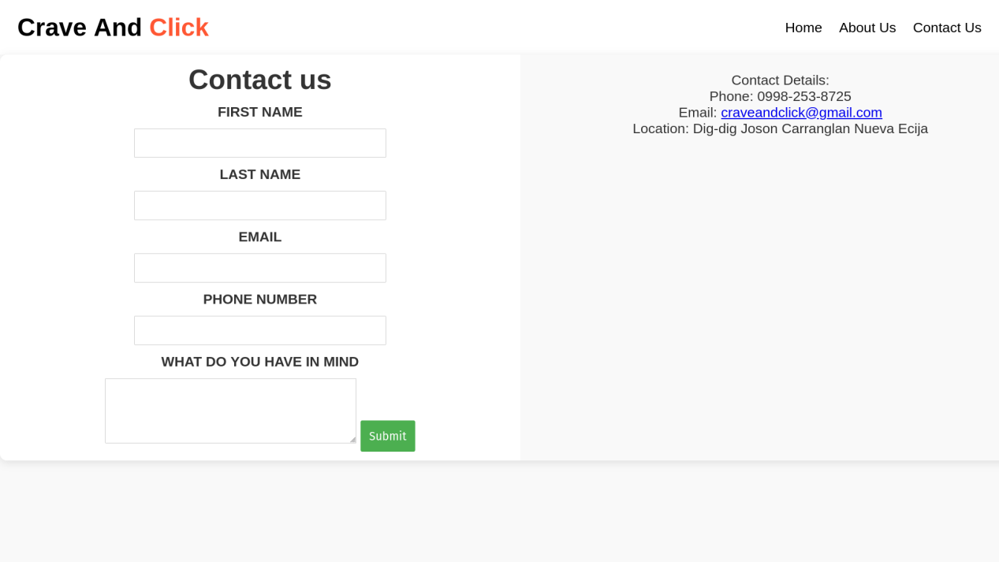 Crave And Click
Home About Us Contact Us
Contact us
FIRST NAME
LAST NAME
EMAIL
PHONE NUMBER
WHAT DO YOU HAVE IN MIND
Submit
Contact Details:
Phone: 0998-253-8725
Email: craveandclick@gmail.com
Location: Dig-dig Joson Carranglan Nueva Ecija